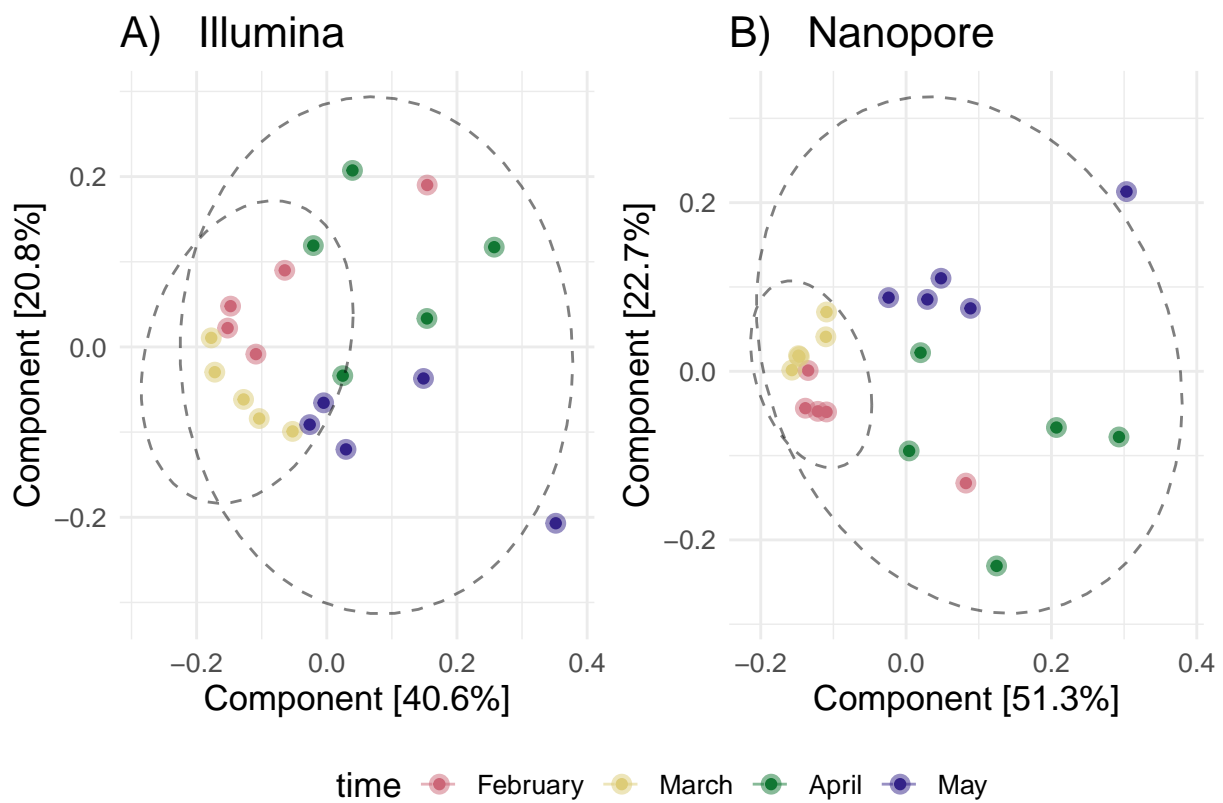 A) Illumina
Component [20.8%]
0.2
0.0
−0.2
−0.2 0.0 0.2 0.4
Component [40.6%]
B) Nanopore
Component [22.7%]
0.2
0.0
−0.2
−0.2 0.0 0.2 0.4
Component [51.3%]
time February March April May